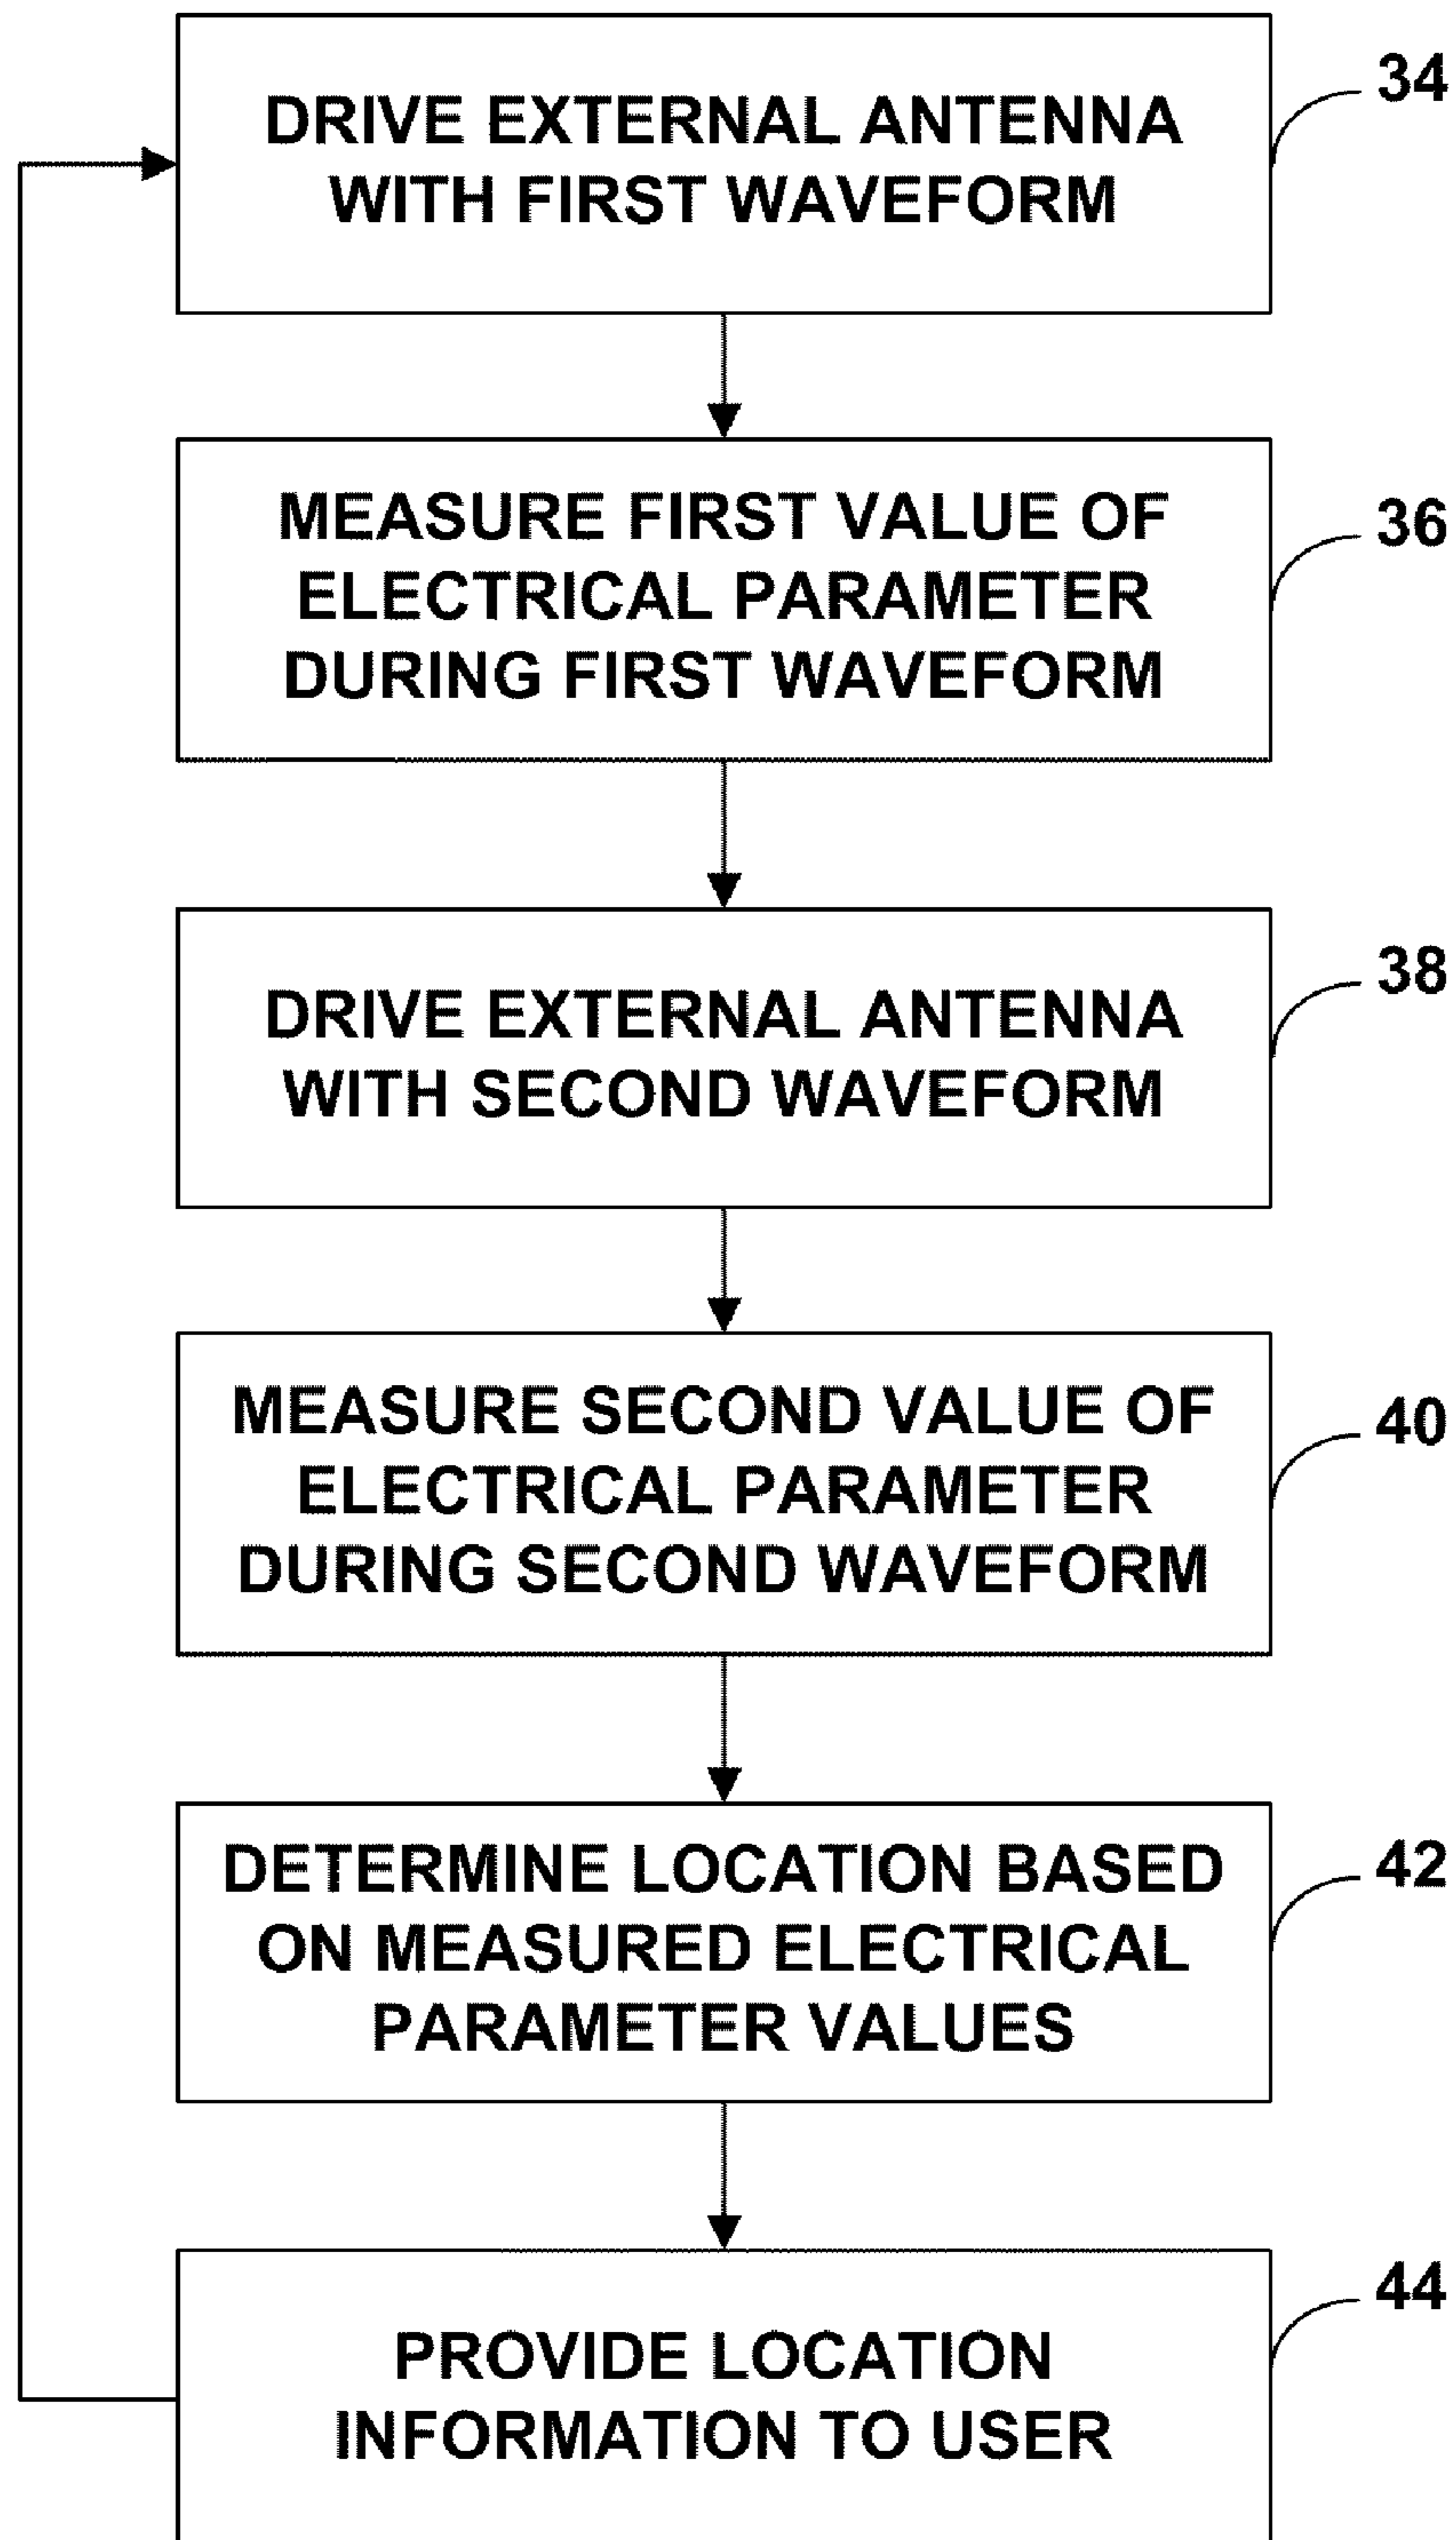 DRIVE EXTERNAL ANTENNA
WITH FIRST WAVEFORM
34
MEASURE FIRST VALUE OF
ELECTRICAL PARAMETER
DURING FIRST WAVEFORM
36
DRIVE EXTERNAL ANTENNA
WITH SECOND WAVEFORM
38
MEASURE SECOND VALUE OF
ELECTRICAL PARAMETER
DURING SECOND WAVEFORM
40
DETERMINE LOCATION BASED
ON MEASURED ELECTRICAL
PARAMETER VALUES
42
PROVIDE LOCATION
INFORMATION TO USER
44